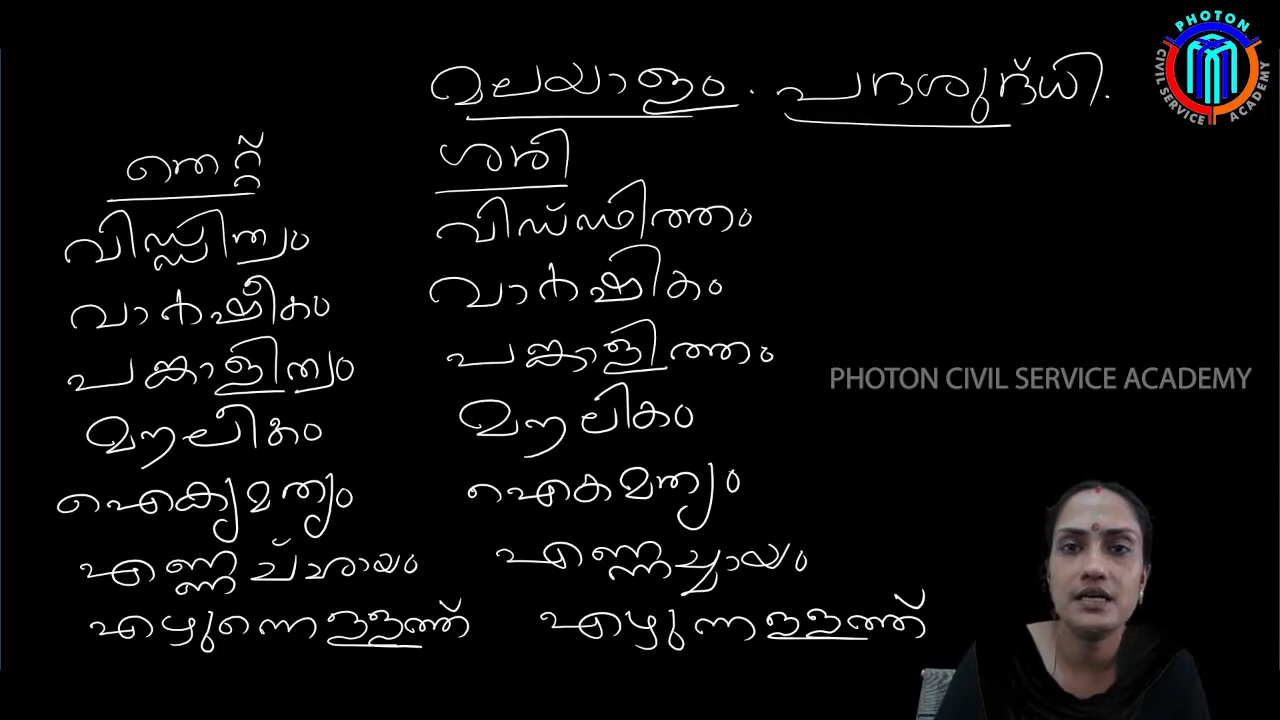 PHOTON
CIVIL SERVICE ACADEMY
മലയാളം . പദശുദ്ധി.
തെറ്റ് ശരി
വിഡ്ഢിത്വം വിഡ്ഢിത്തം
വാർഷീകം വാർഷികം
പങ്കാളിത്വം പങ്കാളിത്തം
മൗലീകം മൗലികം
ഐക്യമത്യം ഐകമത്യം
എണ്ണച്ഛായം എണ്ണച്ചായം
എഴുന്നെള്ളത്ത് എഴുന്നള്ളത്ത്
PHOTON CIVIL SERVICE ACADEMY